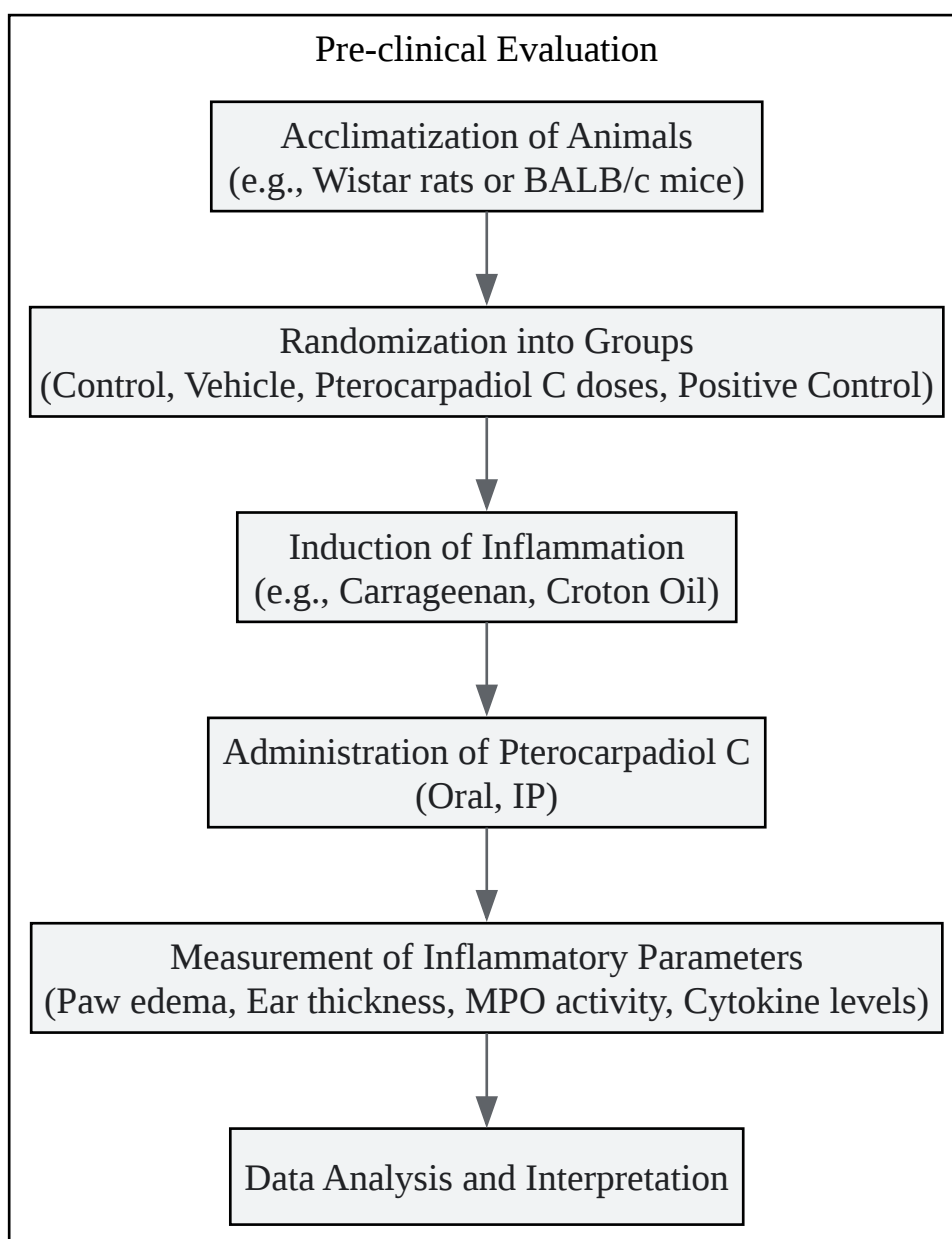 Pre-clinical Evaluation
Acclimatization of Animals
(e.g., Wistar rats or BALB/c mice)
Randomization into Groups
(Control, Vehicle, Pterocarpadiol C doses, Positive Control)
Induction of Inflammation
(e.g., Carrageenan, Croton Oil)
Administration of Pterocarpadiol C
(Oral, IP)
Measurement of Inflammatory Parameters
(Paw edema, Ear thickness, MPO activity, Cytokine levels)
Data Analysis and Interpretation